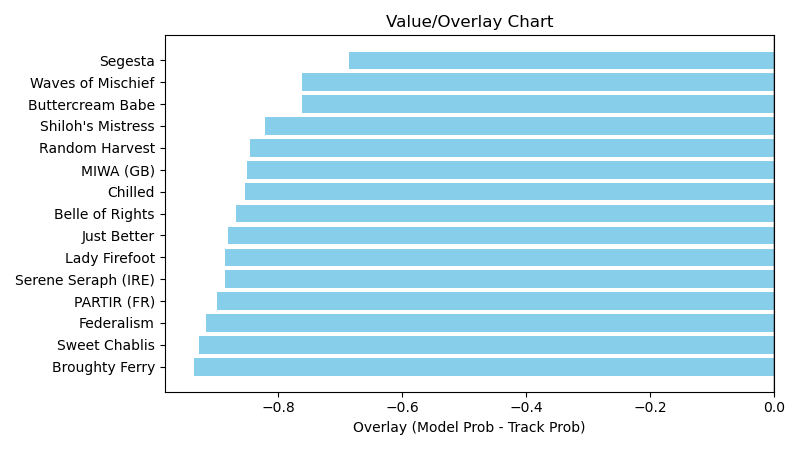 Value/Overlay Chart
Segesta
Waves of Mischief
Buttercream Babe
Shiloh's Mistress
Random Harvest
MIWA (GB)
Chilled
Belle of Rights
Just Better
Lady Firefoot
Serene Seraph (IRE)
PARTIR (FR)
Federalism
Sweet Chablis
Broughty Ferry
−0.8 −0.6 −0.4 −0.2 0.0
Overlay (Model Prob - Track Prob)